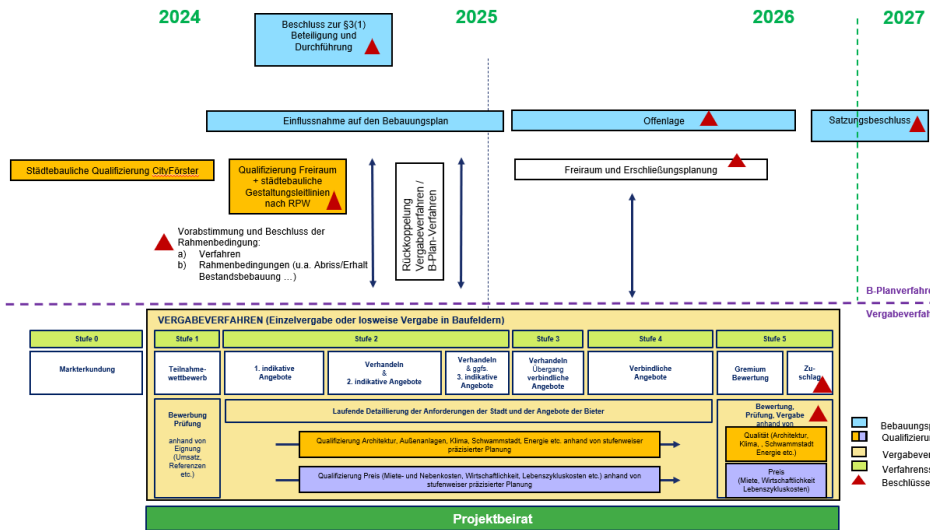 2024
2025
2026
2027
Beschluss zur §3(1)
Beteiligung und
Durchführung
Einflussnahme auf den Bebauungsplan
Offenlage
Satzungsbeschluss
Städtebauliche Qualifizierung CityFörster
Qualifizierung Freiraum
+ städtebauliche
Gestaltungsleitlinien
nach RPW
Rückkoppelung
Vergabeverfahren /
B-Plan-Verfahren
Freiraum und Erschließungsplanung
Vorabstimmung und Beschluss der
Rahmenbedingung:
a) Verfahren
b) Rahmenbedingungen (u.a. Abriss/Erhalt
Bestandsbebauung …)
B-Planverfahre
Vergabeverfah
VERGABEVERFAHREN (Einzelvergabe oder losweise Vergabe in Baufeldern)
Stufe 0
Stufe 1
Stufe 2
Stufe 3
Stufe 4
Stufe 5
Markterkundung
Teilnahme-
wettbewerb
1. indikative
Angebote
Verhandeln
&
2. indikative Angebote
Verhandeln
& ggfs.
3. indikative
Angebote
Verhandeln
Übergang
verbindliche
Angebote
Verbindliche
Angebote
Gremium
Bewertung
Zu-
schlag
Bewerbung
Prüfung
anhand von
Eignung
(Umsatz,
Referenzen
etc.)
Laufende Detaillierung der Anforderungen der Stadt und der Angebote der Bieter
Qualifizierung Architektur, Außenanlagen, Klima, Schwammstadt, Energie etc. anhand von stufenweiser
präzisierter Planung
Qualifizierung Preis (Miete- und Nebenkosten, Wirtschaftlichkeit, Lebenszykluskosten etc.) anhand von
stufenweiser präzisierter Planung
Bewertung,
Prüfung, Vergabe
anhand von
Qualität (Architektur,
Klima, , Schwammstadt
Energie etc.)
Preis
(Miete, Wirtschaftlichkeit
Lebenszykluskosten)
Bebauungsp
Qualifizierun
Vergabeverf
Verfahrenss
Beschlüsse
Projektbeirat